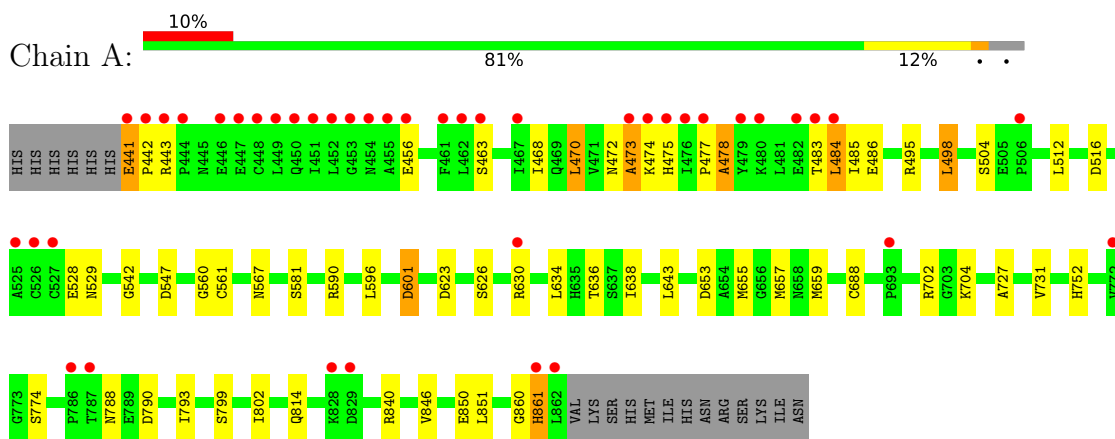 10%
Chain A:
81% 12% • •
HIS HIS HIS HIS HIS HIS E441 P442 R443 P444 N445 E446 E447 C448 L449 Q450 I451 L452 G453 N454 A455 E456 F461 L462 S463 I467 I468 Q469 L470 V471 N472 A473 K474 H475 I476 P477 A478 Y479 K480 L481 E482 T483 L484 I485 E486 R495 L498 S504 E505 P506 L512 D516
A525 C526 C527 E528 N529 G542 D547 G560 C561 N567 S581 R590 L596 D601 D623 S626 R630 L634 H635 T636 S637 I638 L643 D653 A654 M655 G656 M657 N658 M659 C688 P693 R702 G703 K704 A727 V731 H752 V772
G773 S774 P786 T787 N788 E789 D790 I793 S799 I802 Q814 K828 D829 R840 V846 E850 L851 G860 H861 L862 VAL LYS SER HIS MET ILE HIS ASN ARG SER LYS ILE ASN